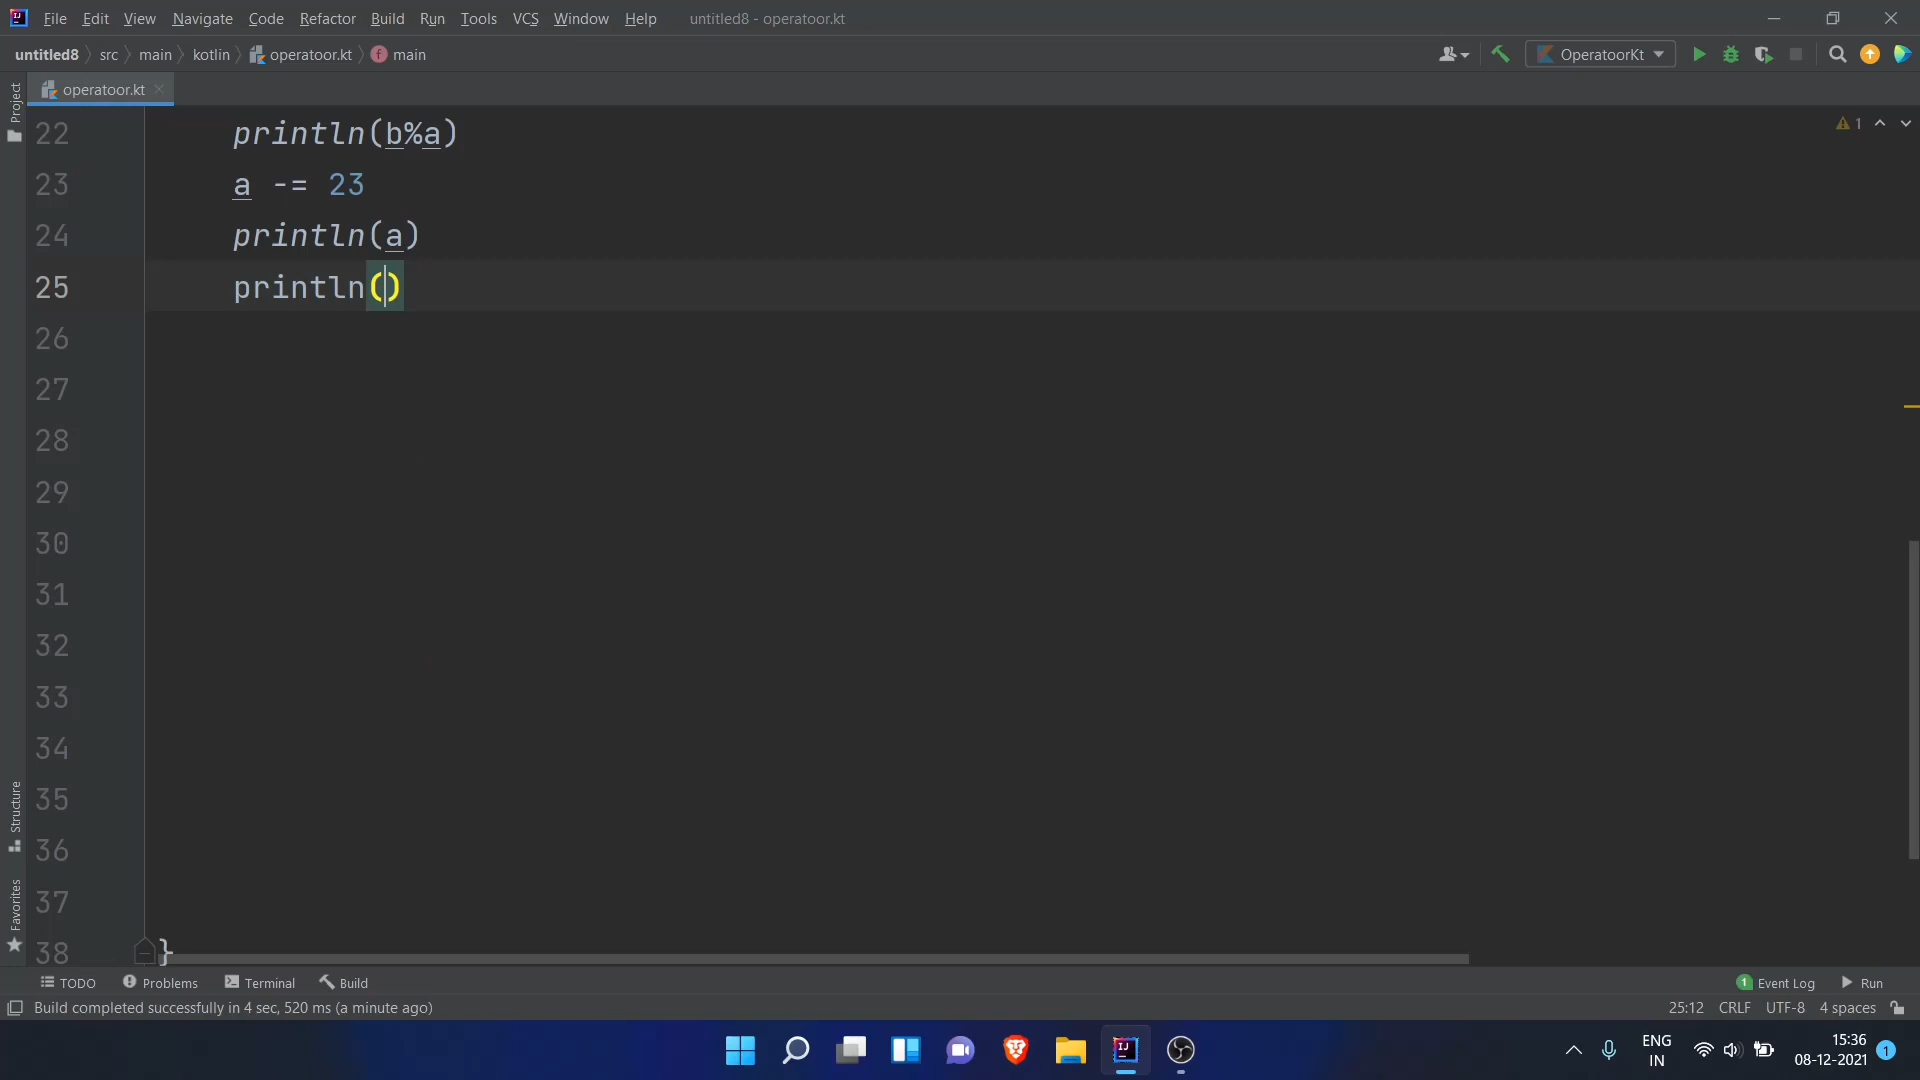 File Edit View Navigate Code Refactor Build Run Tools VCS Window Help untitled8 - operatoor.kt
untitled8 src main kotlin operatoor.kt main OperatoorKt
operatoor.kt
Project
22 println(b%a)
1
23 a -= 23
24 println(a)
25 println()
26
27
28
29
30
31
32
33
34
35
36
37
38 }
Structure
Favorites
TODO Problems Terminal Build 1 Event Log Run
Build completed successfully in 4 sec, 520 ms (a minute ago) 25:12 CRLF UTF-8 4 spaces
ENG
IN
15:36
08-12-2021
1